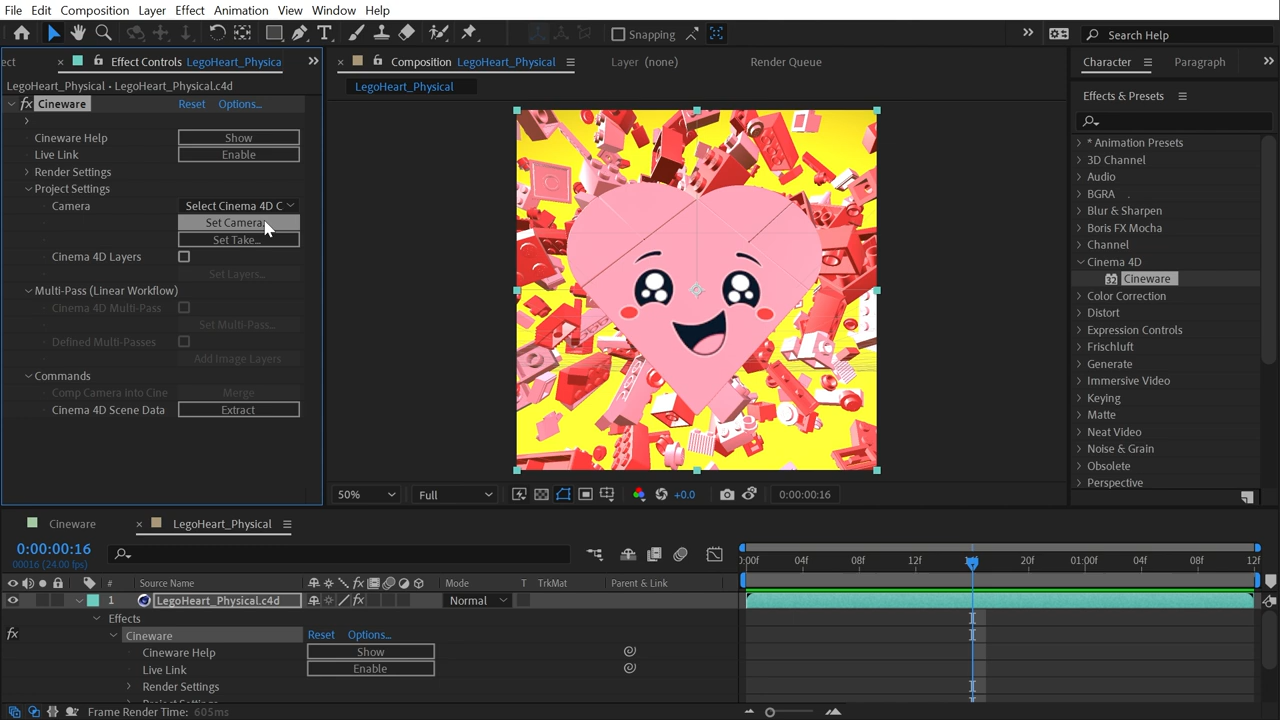 File Edit Composition Layer Effect Animation View Window Help
Snapping
Search Help
ect × Effect Controls LegoHeart_Physica
× Composition LegoHeart_Physical
Layer (none)
Render Queue
Character
Paragraph
LegoHeart_Physical • LegoHeart_Physical.c4d
LegoHeart_Physical
Effects & Presets
fx Cineware Reset Options...
Cineware Help Show
Live Link Enable
Render Settings
Project Settings
Camera Select Cinema 4D C
Set Camera...
Set Take...
Cinema 4D Layers
Set Layers...
Multi-Pass (Linear Workflow)
Cinema 4D Multi-Pass
Set Multi-Pass...
Defined Multi-Passes
Add Image Layers
Commands
Comp Camera into Cine Merge
Cinema 4D Scene Data Extract
* Animation Presets
3D Channel
Audio
BGRA
Blur & Sharpen
Boris FX Mocha
Channel
Cinema 4D
32 Cineware
Color Correction
Distort
Expression Controls
Frischluft
Generate
Immersive Video
Keying
Matte
Neat Video
Noise & Grain
Obsolete
Perspective
50% Full +0.0 0:00:00:16
Cineware
× LegoHeart_Physical
0:00:00:16
00016 (24.00 fps)
:00f 04f 08f 12f 20f 01:00f 04f 08f 12f
# Source Name Mode T TrkMat Parent & Link
1 LegoHeart_Physical.c4d Normal
Effects
fx Cineware Reset Options...
Cineware Help Show
Live Link Enable
Render Settings
Frame Render Time: 605ms